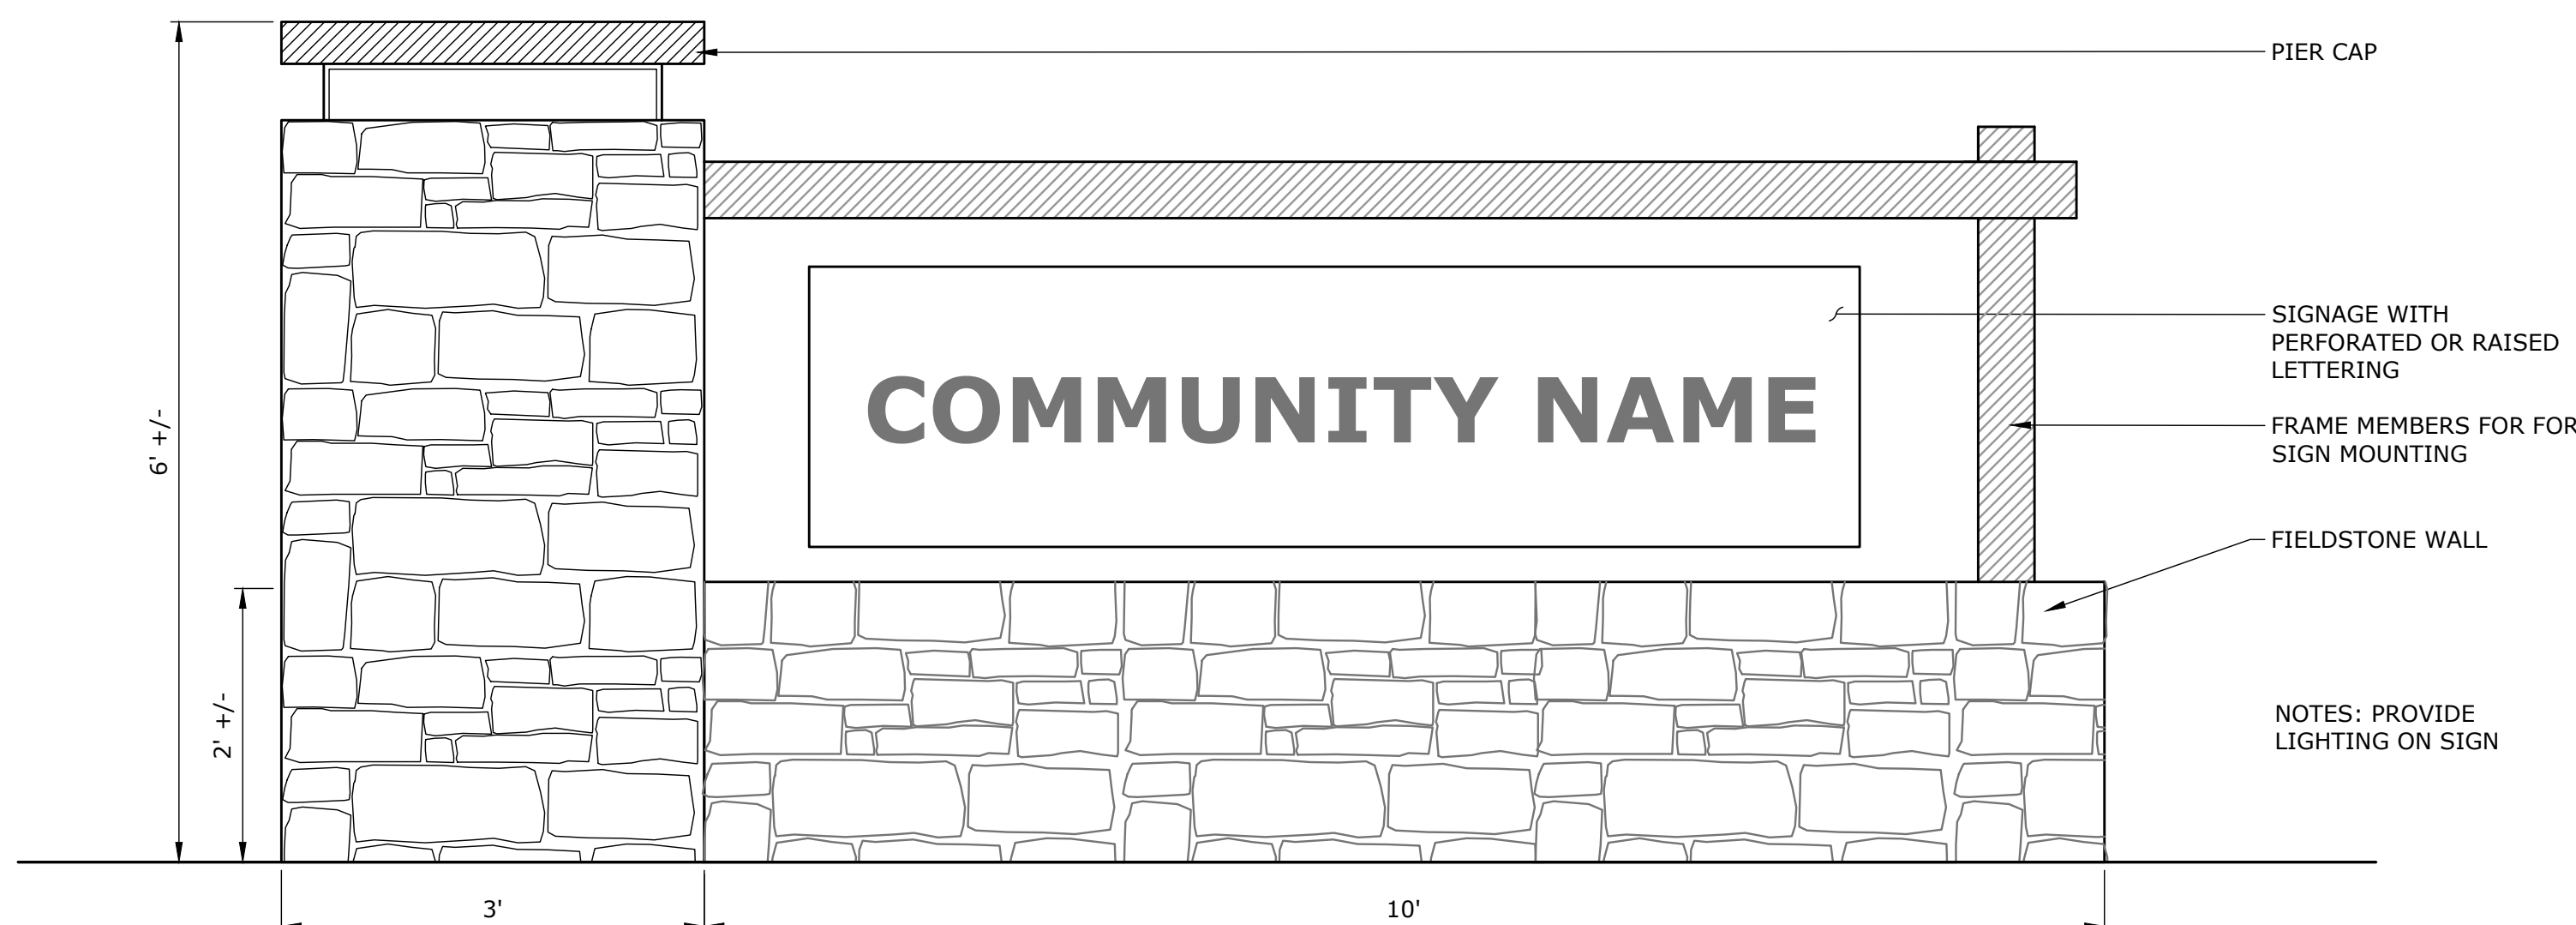 PIER CAP
COMMUNITY NAME
SIGNAGE WITH
PERFORATED OR RAISED
LETTERING
FRAME MEMBERS FOR FOR
SIGN MOUNTING
FIELDSTONE WALL
NOTES: PROVIDE
LIGHTING ON SIGN
6' +/-
2' +/-
3'
10'